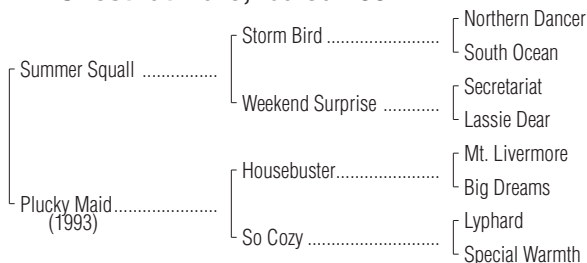 Northern Dancer
Storm Bird ........................
South Ocean
Summer Squall ................
Secretariat
Weekend Surprise ............
Lassie Dear
Mt. Livermore
Housebuster......................
Big Dreams
Plucky Maid......................
(1993)
Lyphard
So Cozy ............................
Special Warmth